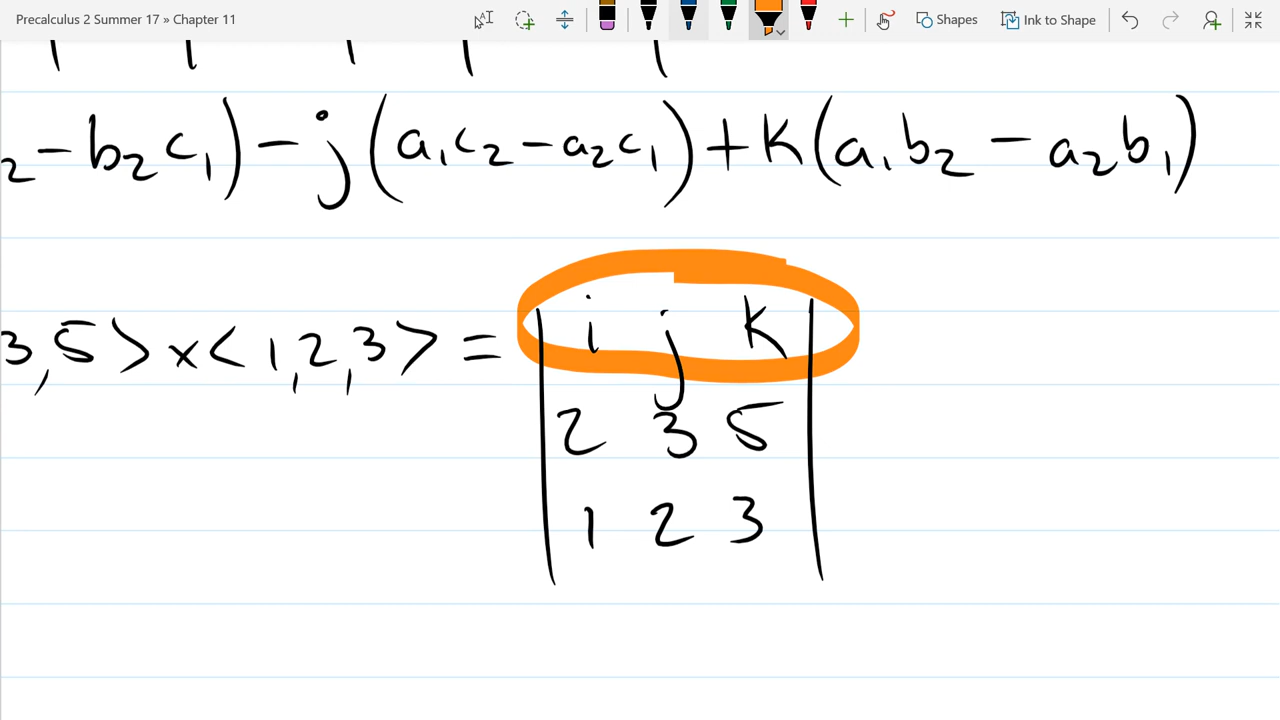 Precalculus 2 Summer 17 » Chapter 11
Shapes
Ink to Shape
2 - b2c1) - j(a1c2 - a2c1) + k(a1b2 - a2b1)
3,5> x <1,2,3> =
i j k
2 3 5
1 2 3